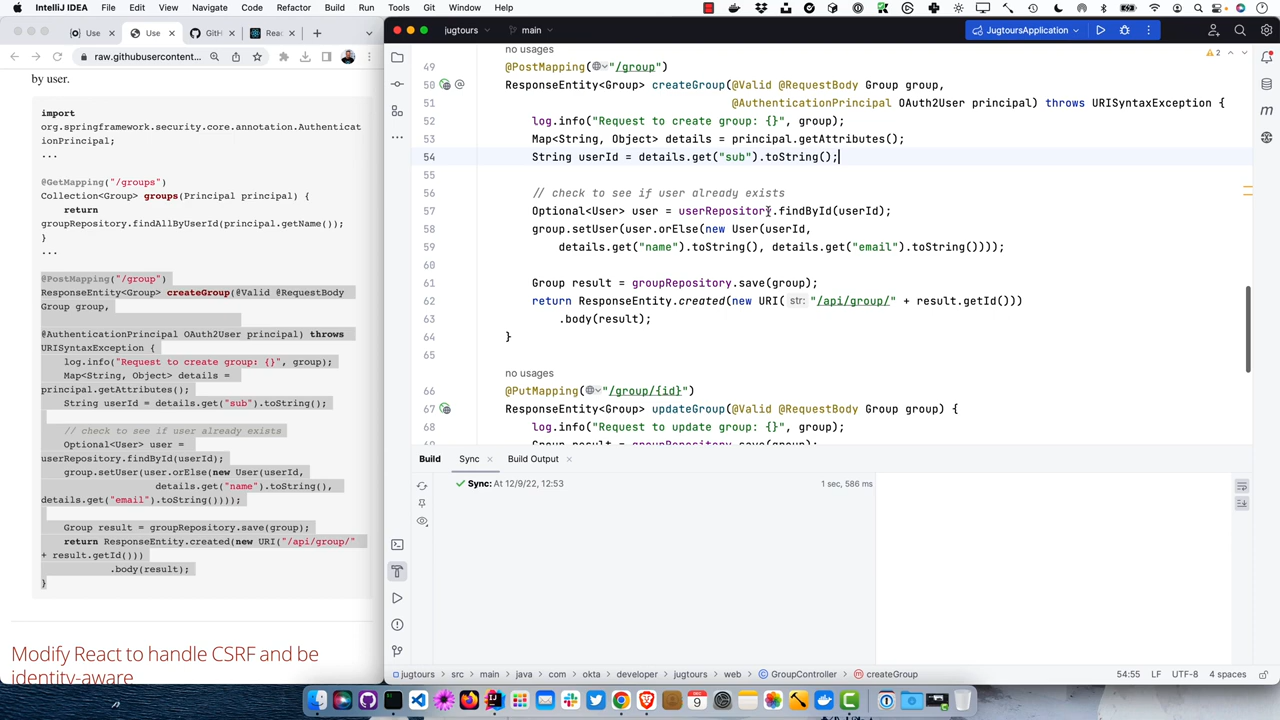 IntelliJ IDEA File Edit View Navigate Code Refactor Build Run Tools Git Window Help
Use Use GitH Reac
raw.githubusercontent...
by user.
import
org.springframework.security.core.annotation.Authenticat
ionPrincipal;
...
@GetMapping("/groups")
Collection<Group> groups(Principal principal) {
return
groupRepository.findAllByUserId(principal.getName());
}
...
@PostMapping("/group")
ResponseEntity<Group> createGroup(@Valid @RequestBody
Group group,
@AuthenticationPrincipal OAuth2User principal) throws
URISyntaxException {
log.info("Request to create group: {}", group);
Map<String, Object> details =
principal.getAttributes();
String userId = details.get("sub").toString();
// check to see if user already exists
Optional<User> user =
userRepository.findById(userId);
group.setUser(user.orElse(new User(userId,
details.get("name").toString(),
details.get("email").toString())));
Group result = groupRepository.save(group);
return ResponseEntity.created(new URI("/api/group/"
+ result.getId()))
.body(result);
}
Modify React to handle CSRF and be
identity-aware
jugtours main JugtoursApplication
no usages
2
49 @PostMapping("/group")
50 ResponseEntity<Group> createGroup(@Valid @RequestBody Group group,
51 @AuthenticationPrincipal OAuth2User principal) throws URISyntaxException {
52 log.info("Request to create group: {}", group);
53 Map<String, Object> details = principal.getAttributes();
54 String userId = details.get("sub").toString();
55
56 // check to see if user already exists
57 Optional<User> user = userRepository.findById(userId);
58 group.setUser(user.orElse(new User(userId,
59 details.get("name").toString(), details.get("email").toString())));
60
61 Group result = groupRepository.save(group);
62 return ResponseEntity.created(new URI( str: "/api/group/" + result.getId()))
63 .body(result);
64 }
65
no usages
66 @PutMapping("/group/{id}")
67 ResponseEntity<Group> updateGroup(@Valid @RequestBody Group group) {
68 log.info("Request to update group: {}", group);
Group result = groupRepository.save(group);
Build Sync Build Output
Sync: At 12/9/22, 12:53 1 sec, 586 ms
jugtours src main java com okta developer jugtours web GroupController createGroup 54:55 LF UTF-8 4 spaces